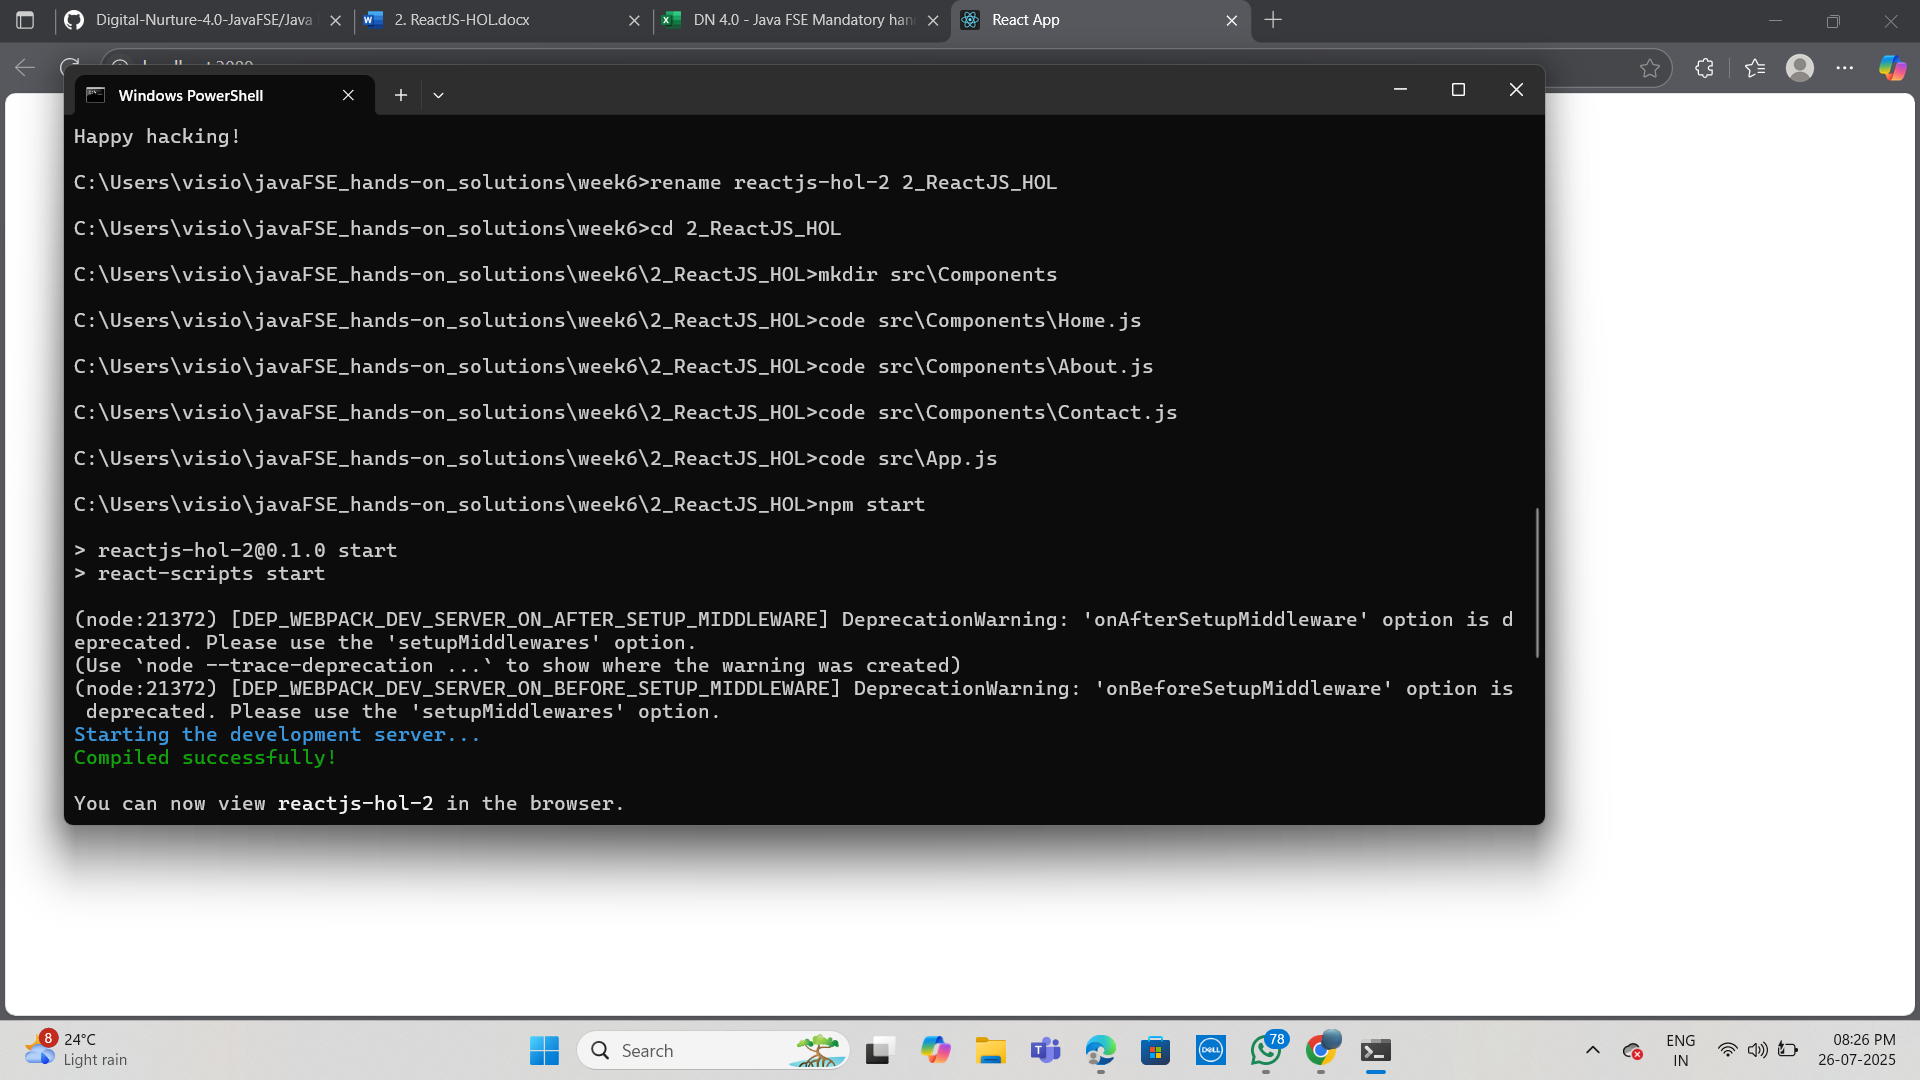 Digital-Nurture-4.0-JavaFSE/Java
2. ReactJS-HOL.docx
DN 4.0 - Java FSE Mandatory han
React App
Windows PowerShell
Happy hacking!
C:\Users\visio\javaFSE_hands-on_solutions\week6>rename reactjs-hol-2 2_ReactJS_HOL
C:\Users\visio\javaFSE_hands-on_solutions\week6>cd 2_ReactJS_HOL
C:\Users\visio\javaFSE_hands-on_solutions\week6\2_ReactJS_HOL>mkdir src\Components
C:\Users\visio\javaFSE_hands-on_solutions\week6\2_ReactJS_HOL>code src\Components\Home.js
C:\Users\visio\javaFSE_hands-on_solutions\week6\2_ReactJS_HOL>code src\Components\About.js
C:\Users\visio\javaFSE_hands-on_solutions\week6\2_ReactJS_HOL>code src\Components\Contact.js
C:\Users\visio\javaFSE_hands-on_solutions\week6\2_ReactJS_HOL>code src\App.js
C:\Users\visio\javaFSE_hands-on_solutions\week6\2_ReactJS_HOL>npm start
> reactjs-hol-2@0.1.0 start
> react-scripts start
(node:21372) [DEP_WEBPACK_DEV_SERVER_ON_AFTER_SETUP_MIDDLEWARE] DeprecationWarning: 'onAfterSetupMiddleware' option is d
eprecated. Please use the 'setupMiddlewares' option.
(Use `node --trace-deprecation ...` to show where the warning was created)
(node:21372) [DEP_WEBPACK_DEV_SERVER_ON_BEFORE_SETUP_MIDDLEWARE] DeprecationWarning: 'onBeforeSetupMiddleware' option is
deprecated. Please use the 'setupMiddlewares' option.
Starting the development server...
Compiled successfully!
You can now view reactjs-hol-2 in the browser.
8
24°C
Light rain
Search
DELL
78
ENG
IN
08:26 PM
26-07-2025